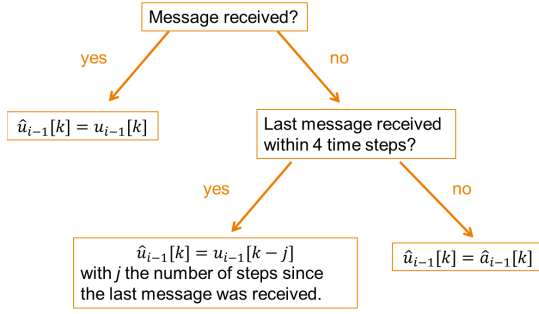 Message received?
yes
no
û_{i−1}[k] = u_{i−1}[k]
Last message received
within 4 time steps?
yes
no
û_{i−1}[k] = u_{i−1}[k − j]
with j the number of steps since
the last message was received.
û_{i−1}[k] = â_{i−1}[k]